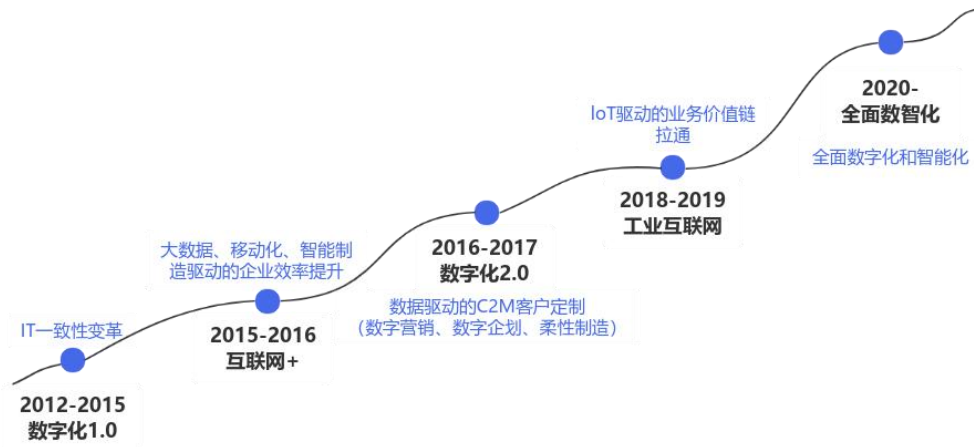 IT一致性变革
2012-2015
数字化1.0
大数据、移动化、智能制
造驱动的企业效率提升
2015-2016
互联网+
2016-2017
数字化2.0
数据驱动的C2M客户定制
（数字营销、数字企划、柔性制造）
IoT驱动的业务价值链
拉通
2018-2019
工业互联网
2020-
全面数智化
全面数字化和智能化